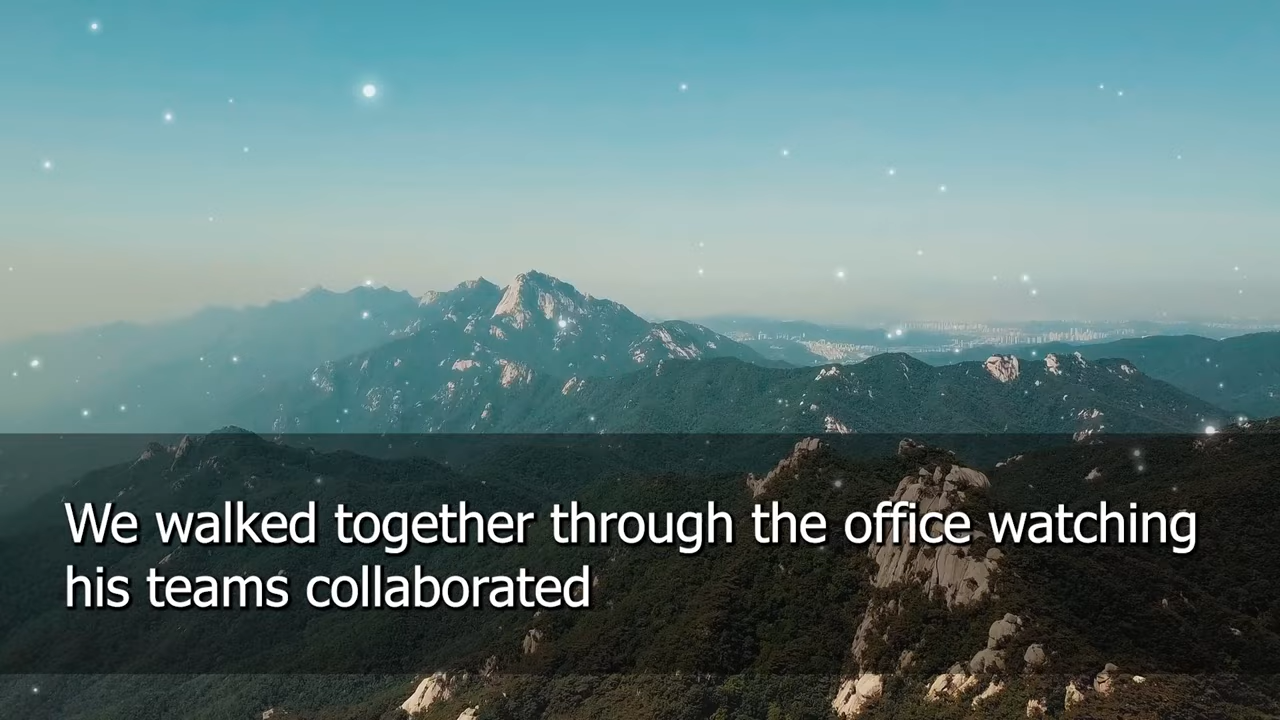 We walked together through the office watching
his teams collaborated